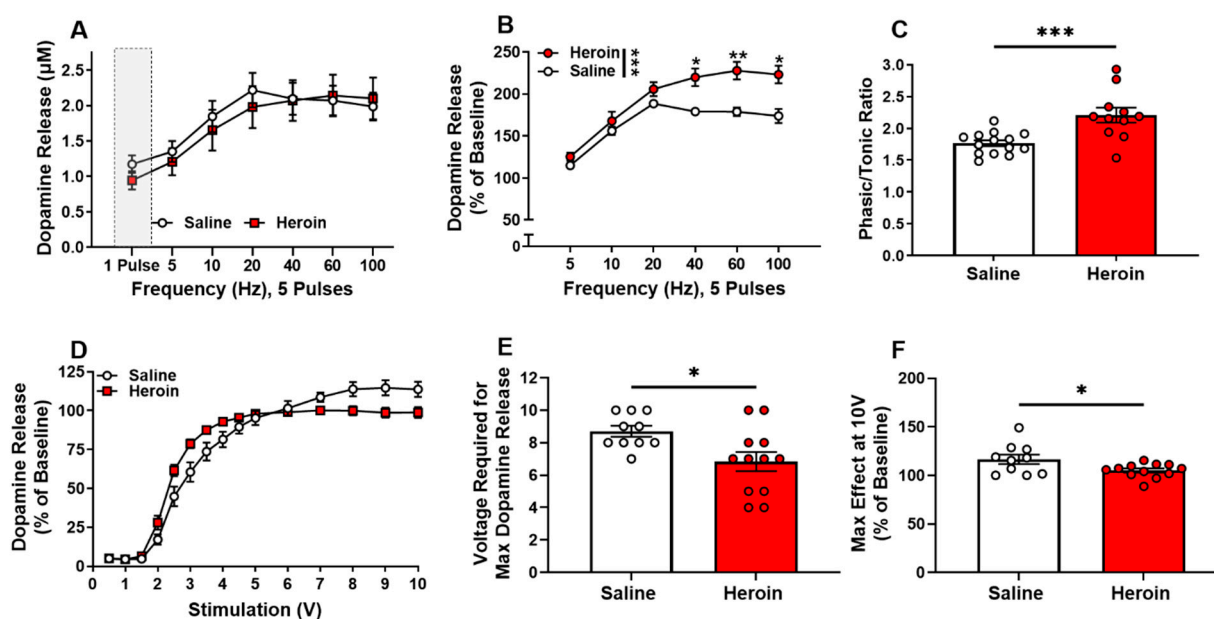 A
Dopamine Release (µM)
2.5
2.0
1.5
1.0
0.5
0.0
Saline
Heroin
1 Pulse
5
10
20
40
60
100
Frequency (Hz), 5 Pulses
B
Dopamine Release
(% of Baseline)
250
200
150
100
50
0
Heroin
Saline
***
*
**
*
5
10
20
40
60
100
Frequency (Hz), 5 Pulses
C
Phasic/Tonic Ratio
3.0
2.5
2.0
1.5
1.0
0.5
0.0
***
Saline
Heroin
D
Dopamine Release
(% of Baseline)
125
100
75
50
25
0
Saline
Heroin
0
1
2
3
4
5
6
7
8
9
10
Stimulation (V)
E
Voltage Required for
Max Dopamine Release
12
10
8
6
4
2
0
*
Saline
Heroin
F
Max Effect at 10V
(% of Baseline)
200
150
100
50
0
*
Saline
Heroin